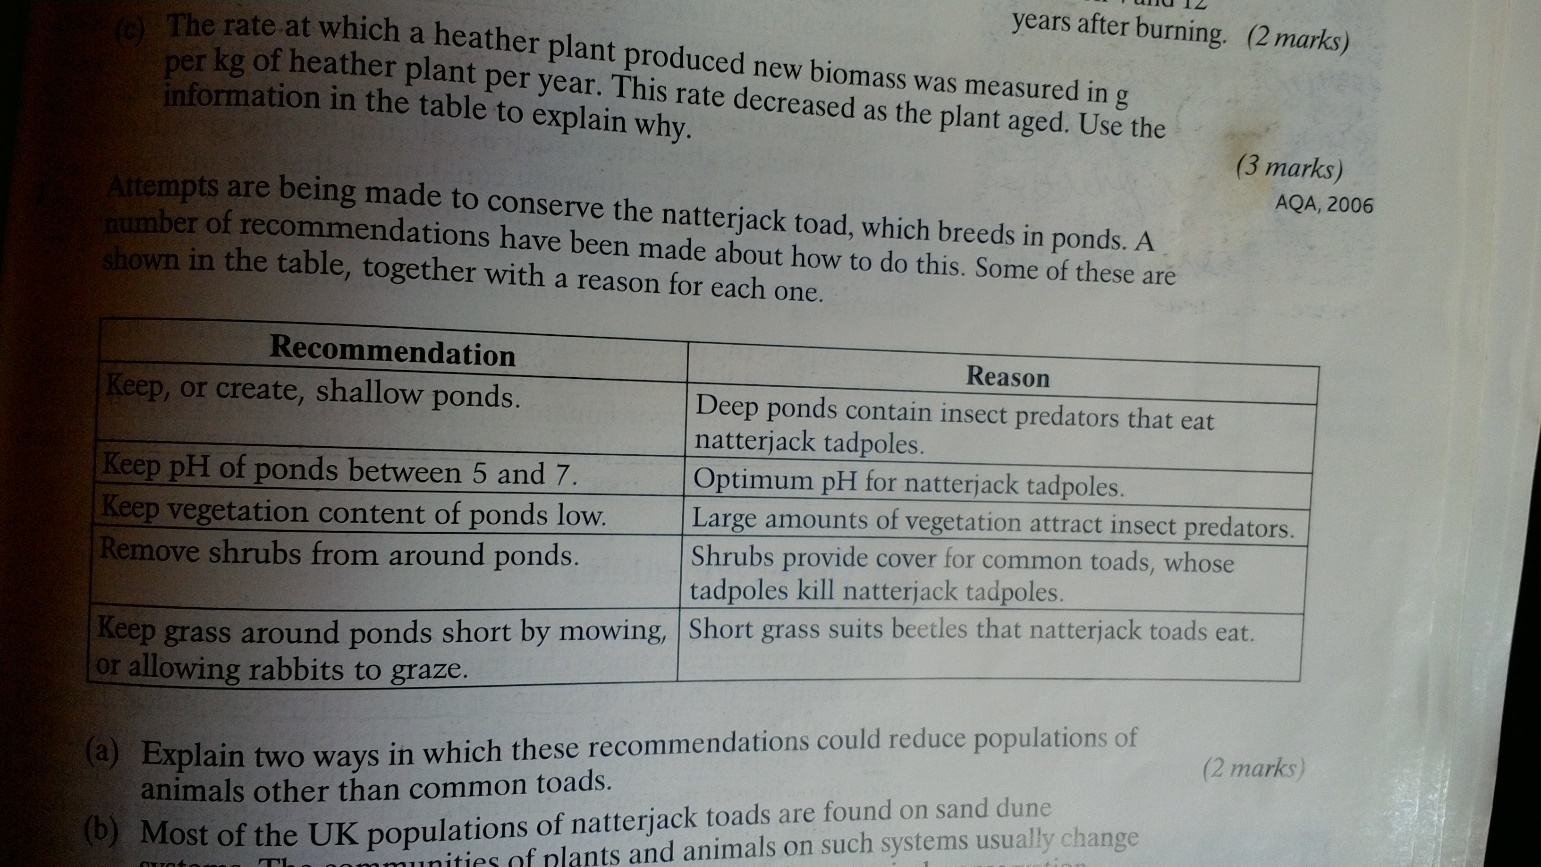 years after burning. (2 marks)
(c) The rate at which a heather plant produced new biomass was measured in g
per kg of heather plant per year. This rate decreased as the plant aged. Use the
information in the table to explain why.
(3 marks)
AQA, 2006
Attempts are being made to conserve the natterjack toad, which breeds in ponds. A
number of recommendations have been made about how to do this. Some of these are
shown in the table, together with a reason for each one.
Recommendation
Reason
Keep, or create, shallow ponds.
Deep ponds contain insect predators that eat
natterjack tadpoles.
Keep pH of ponds between 5 and 7.
Optimum pH for natterjack tadpoles.
Keep vegetation content of ponds low.
Large amounts of vegetation attract insect predators.
Remove shrubs from around ponds.
Shrubs provide cover for common toads, whose
tadpoles kill natterjack tadpoles.
Keep grass around ponds short by mowing,
or allowing rabbits to graze.
Short grass suits beetles that natterjack toads eat.
(a) Explain two ways in which these recommendations could reduce populations of
animals other than common toads.
(2 marks)
(b) Most of the UK populations of natterjack toads are found on sand dune
systems. The communities of plants and animals on such systems usually change